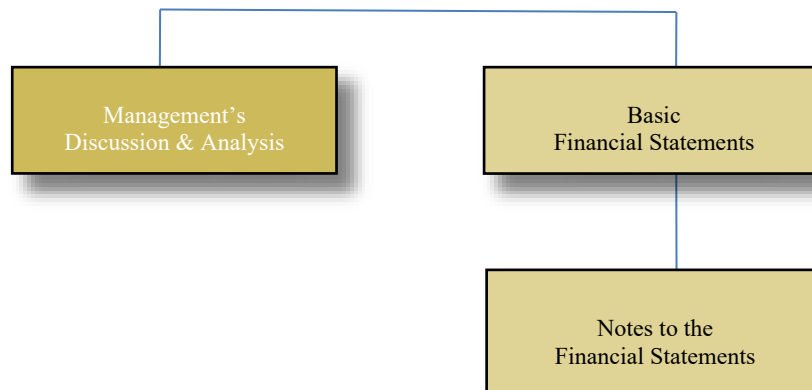 Management’s
Discussion & Analysis
Basic
Financial Statements
Notes to the
Financial Statements